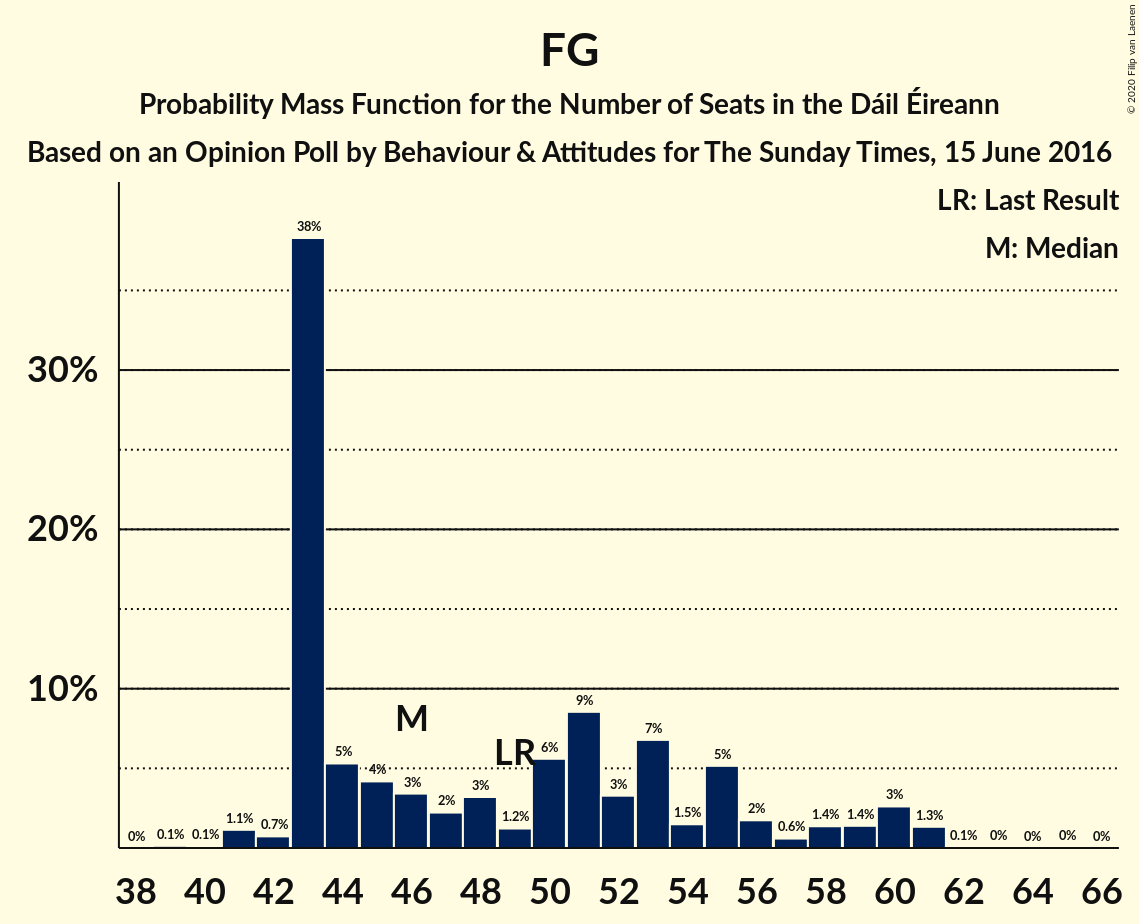 FG
Probability Mass Function for the Number of Seats in the Dáil Éireann
Based on an Opinion Poll by Behaviour & Attitudes for The Sunday Times, 15 June 2016
© 2020 Filip van Laenen
LR: Last Result
M: Median
38%
30%
20%
10%
M
LR
0% 0.1% 0.1% 1.1% 0.7% 5% 4% 3% 2% 3% 1.2% 6% 9% 3% 7% 1.5% 5% 2% 0.6% 1.4% 1.4% 3% 1.3% 0.1% 0% 0% 0% 0%
38 40 42 44 46 48 50 52 54 56 58 60 62 64 66